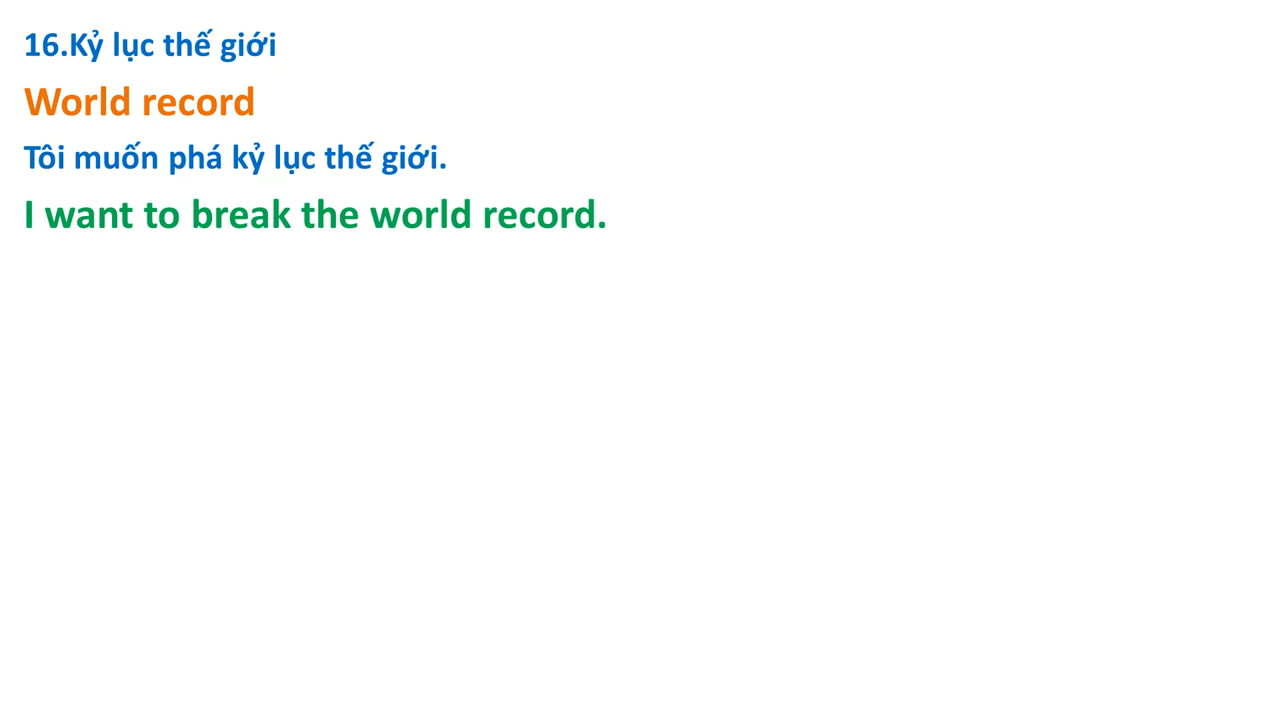 16.Kỷ lục thế giới
World record
Tôi muốn phá kỷ lục thế giới.
I want to break the world record.